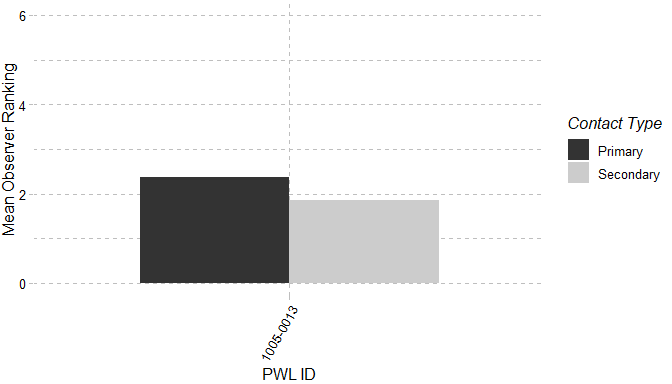 Mean Observer Ranking
6
4
2
0
1005-0013
PWL ID
Contact Type
Primary
Secondary